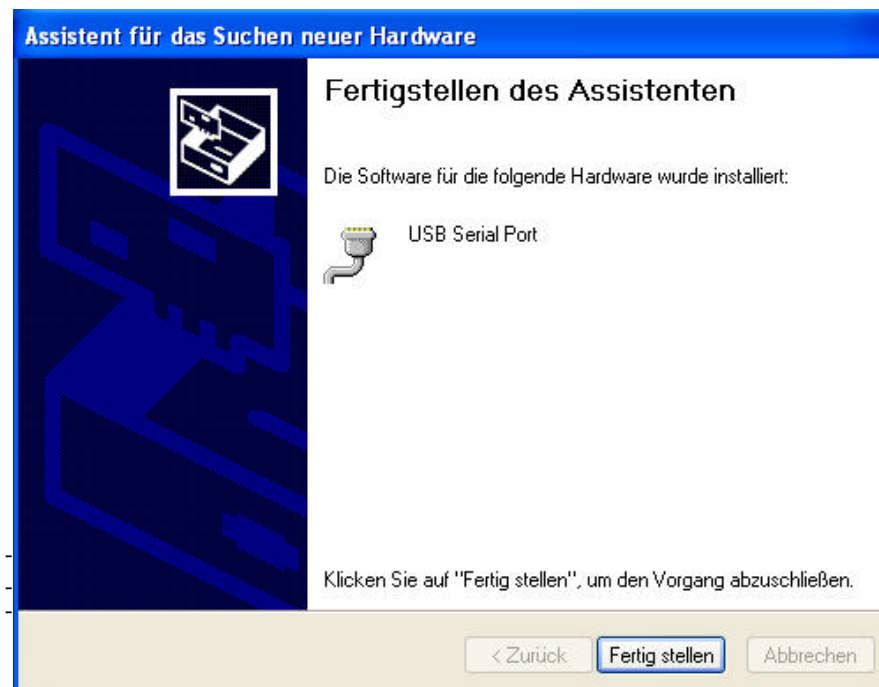 Assistent für das Suchen neuer Hardware
Fertigstellen des Assistenten
Die Software für die folgende Hardware wurde installiert:
USB Serial Port
Klicken Sie auf "Fertig stellen", um den Vorgang abzuschließen.
< Zurück Fertig stellen Abbrechen